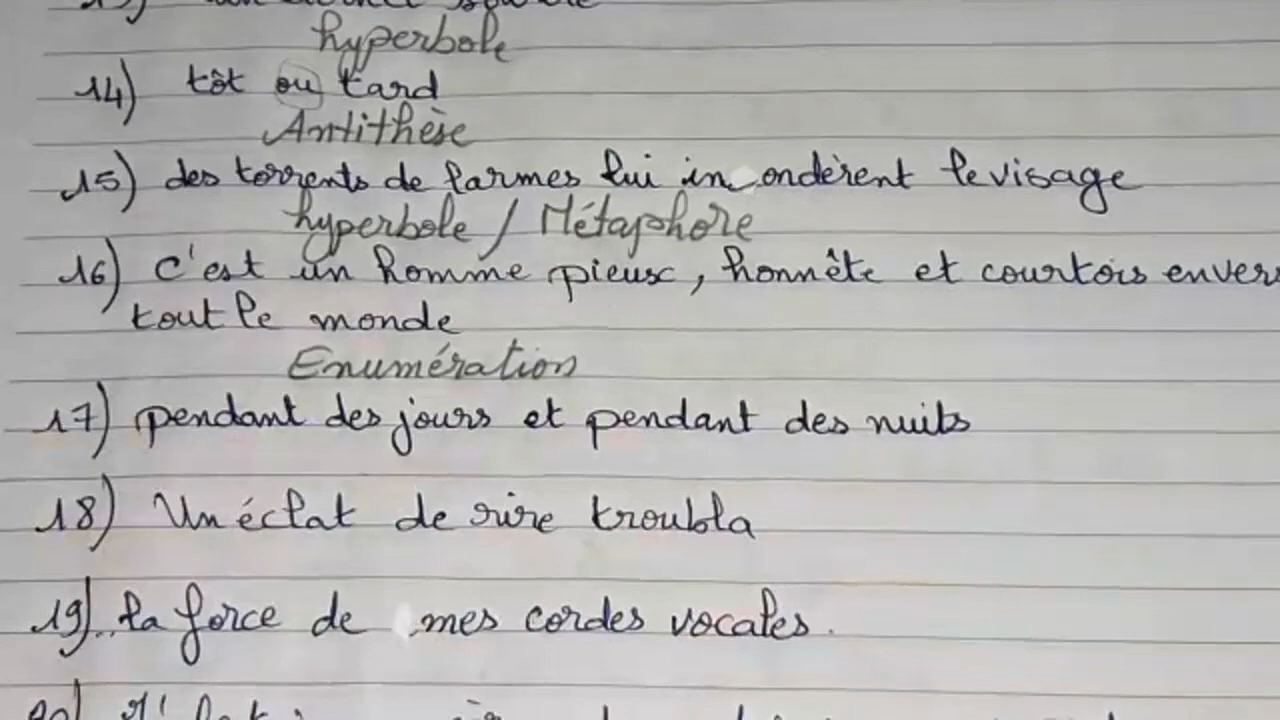 hyperbole
14) tôt ou tard
Antithèse
15) des torrents de larmes lui in ondèrent le visage
hyperbole / Métaphore
16) c'est un homme pieux, honnête et courtois envers
tout le monde
Enumération
17) pendant des jours et pendant des nuits
18) Un éclat de rire troubla
19) la force de mes cordes vocales.